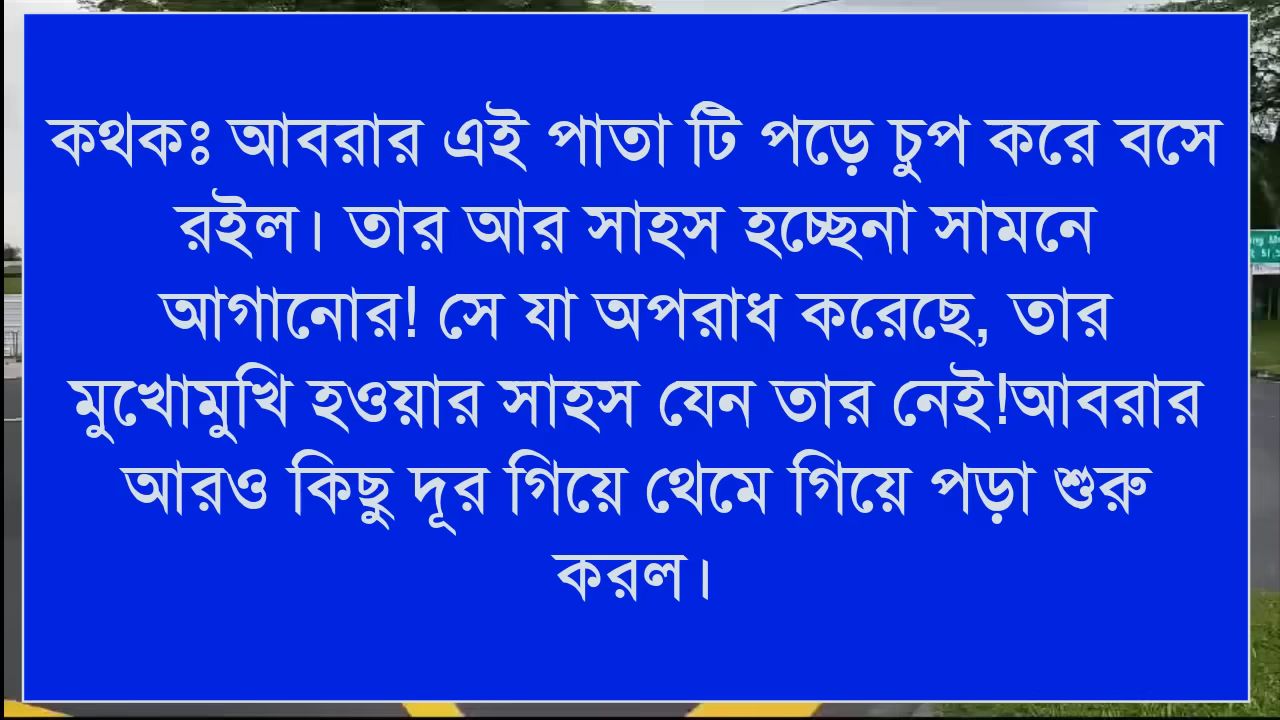 কথকঃ আবরার এই পাতা টি পড়ে চুপ করে বসে
রইল। তার আর সাহস হচ্ছেনা সামনে
আগানোর! সে যা অপরাধ করেছে, তার
মুখোমুখি হওয়ার সাহস যেন তার নেই!আবরার
আরও কিছু দূর গিয়ে থেমে গিয়ে পড়া শুরু
করল।